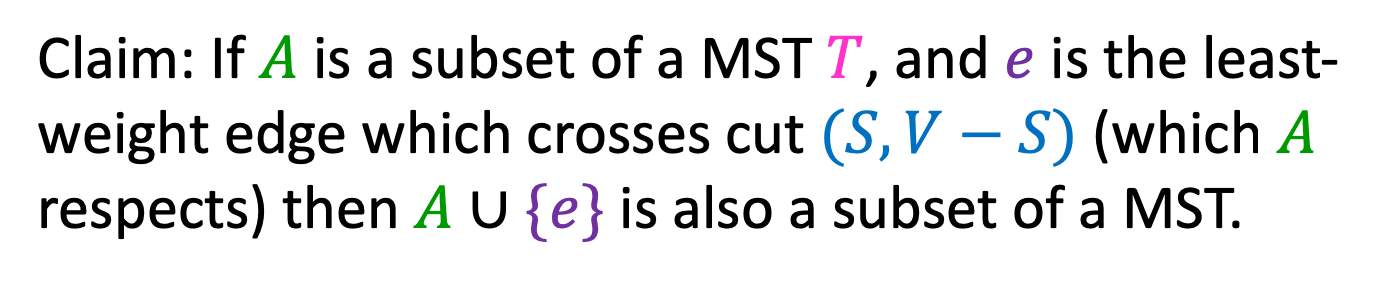 Claim: If A is a subset of a MST T, and e is the least-
weight edge which crosses cut (S, V − S) (which A
respects) then A ∪ {e} is also a subset of a MST.